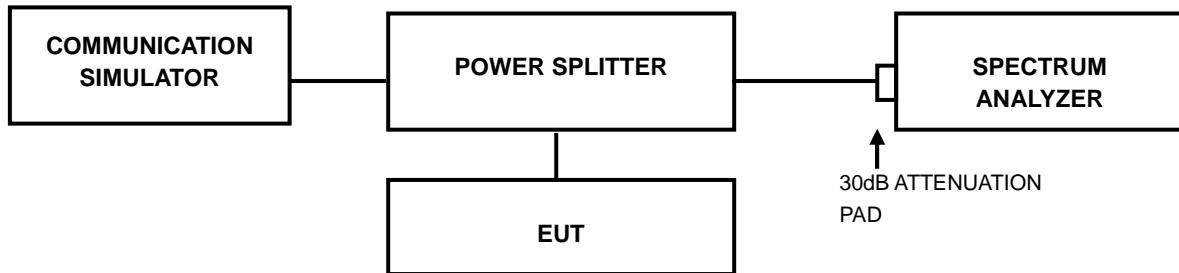 COMMUNICATION
SIMULATOR
POWER SPLITTER
SPECTRUM
ANALYZER
30dB ATTENUATION
PAD
EUT